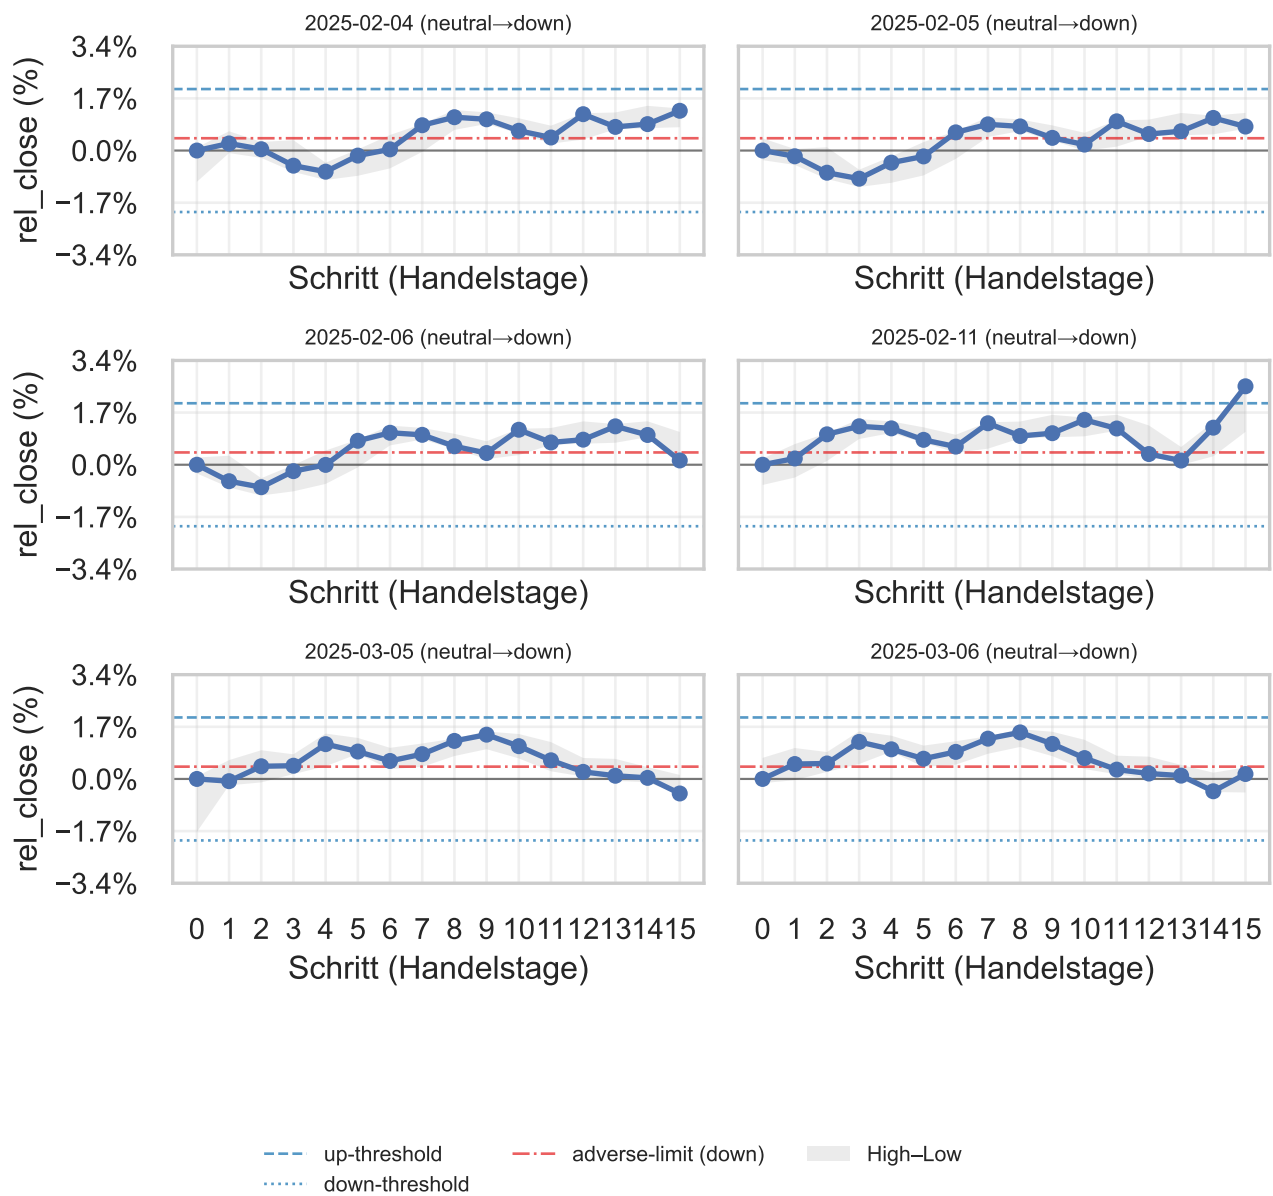 2025-02-04 (neutral→down)
2025-02-05 (neutral→down)
3.4%
1.7%
0.0%
−1.7%
−3.4%
rel_close (%)
Schritt (Handelstage)
Schritt (Handelstage)
2025-02-06 (neutral→down)
2025-02-11 (neutral→down)
3.4%
1.7%
0.0%
−1.7%
−3.4%
rel_close (%)
Schritt (Handelstage)
Schritt (Handelstage)
2025-03-05 (neutral→down)
2025-03-06 (neutral→down)
3.4%
1.7%
0.0%
−1.7%
−3.4%
rel_close (%)
0 1 2 3 4 5 6 7 8 9 10 11 12 13 14 15
0 1 2 3 4 5 6 7 8 9 10 11 12 13 14 15
Schritt (Handelstage)
Schritt (Handelstage)
up-threshold
down-threshold
adverse-limit (down)
High–Low